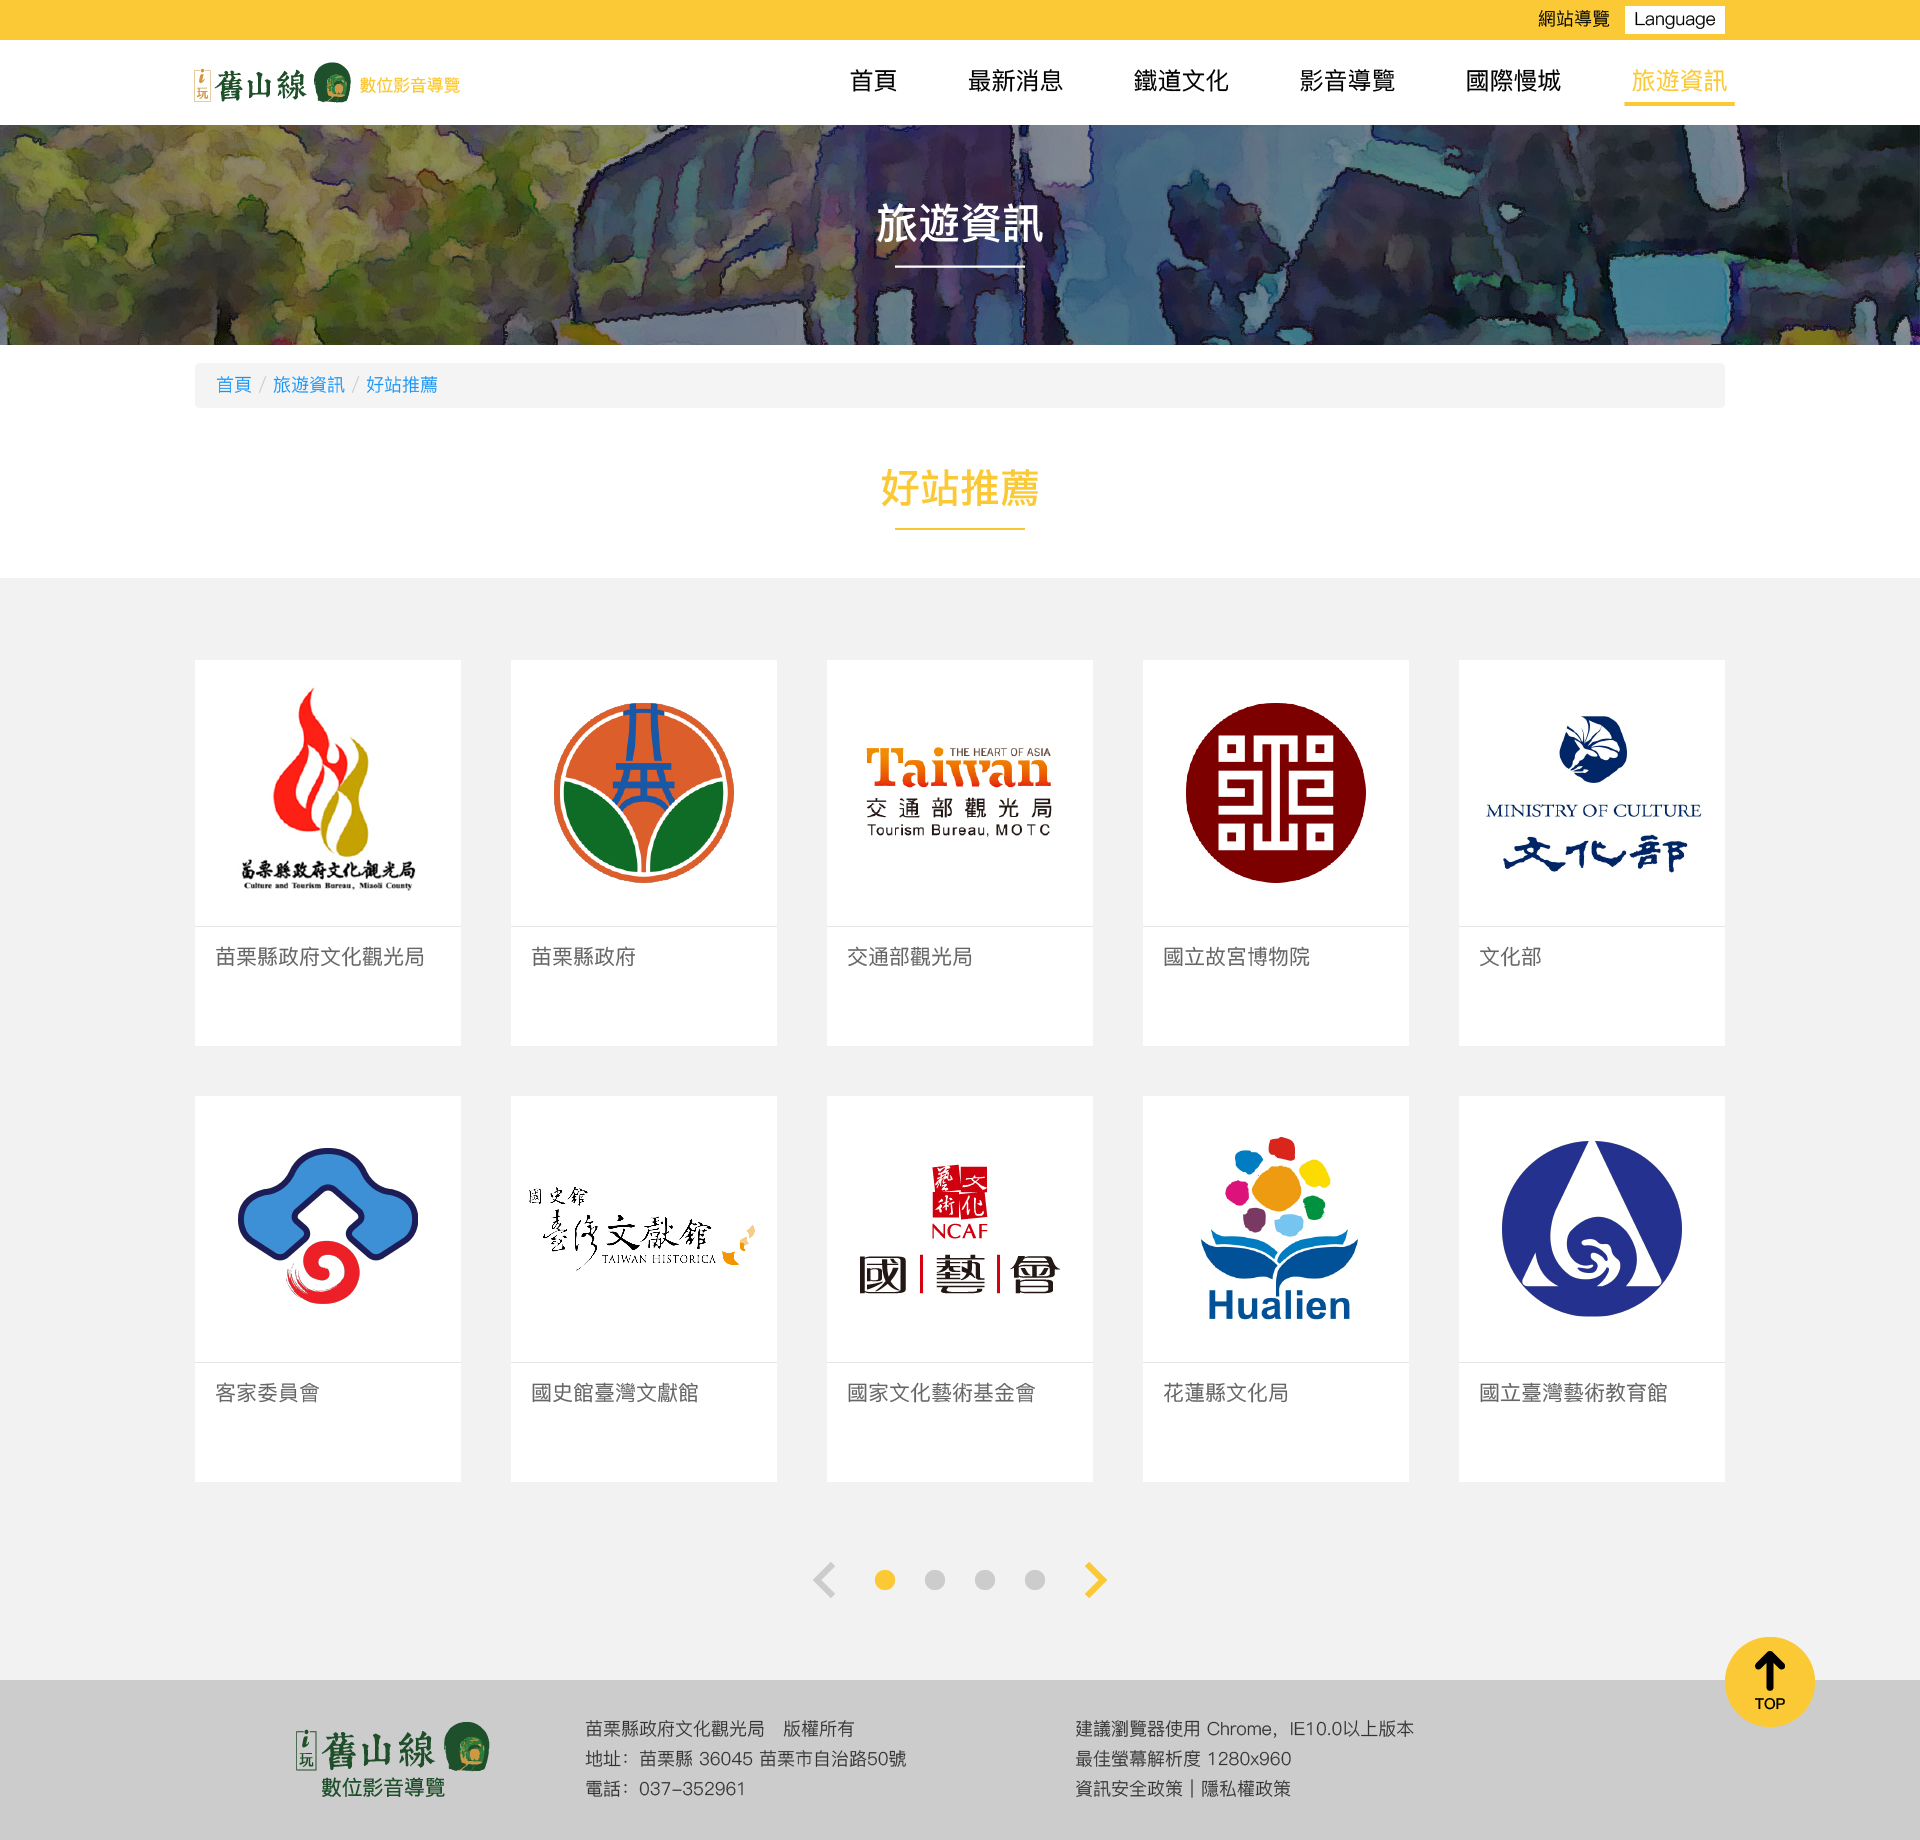 網站導覽 Language
i玩 舊山線 數位影音導覽
首頁 最新消息 鐵道文化 影音導覽 國際慢城 旅遊資訊
旅遊資訊
首頁 / 旅遊資訊 / 好站推薦
好站推薦
苗栗縣政府文化觀光局
Culture and Tourism Bureau, Miaoli County
THE HEART OF ASIA
Taiwan
交通部觀光局
Tourism Bureau, MOTC
MINISTRY OF CULTURE
文化部
苗栗縣政府文化觀光局
苗栗縣政府
交通部觀光局
國立故宮博物院
文化部
國史館
臺灣文獻館
TAIWAN HISTORICA
文化藝術
NCAF
國|藝|會
Hualien
客家委員會
國史館臺灣文獻館
國家文化藝術基金會
花蓮縣文化局
國立臺灣藝術教育館
TOP
i玩 舊山線
數位影音導覽
苗栗縣政府文化觀光局 版權所有
地址：苗栗縣 36045 苗栗市自治路50號
電話：037-352961
建議瀏覽器使用 Chrome，IE10.0以上版本
最佳螢幕解析度 1280x960
資訊安全政策 | 隱私權政策